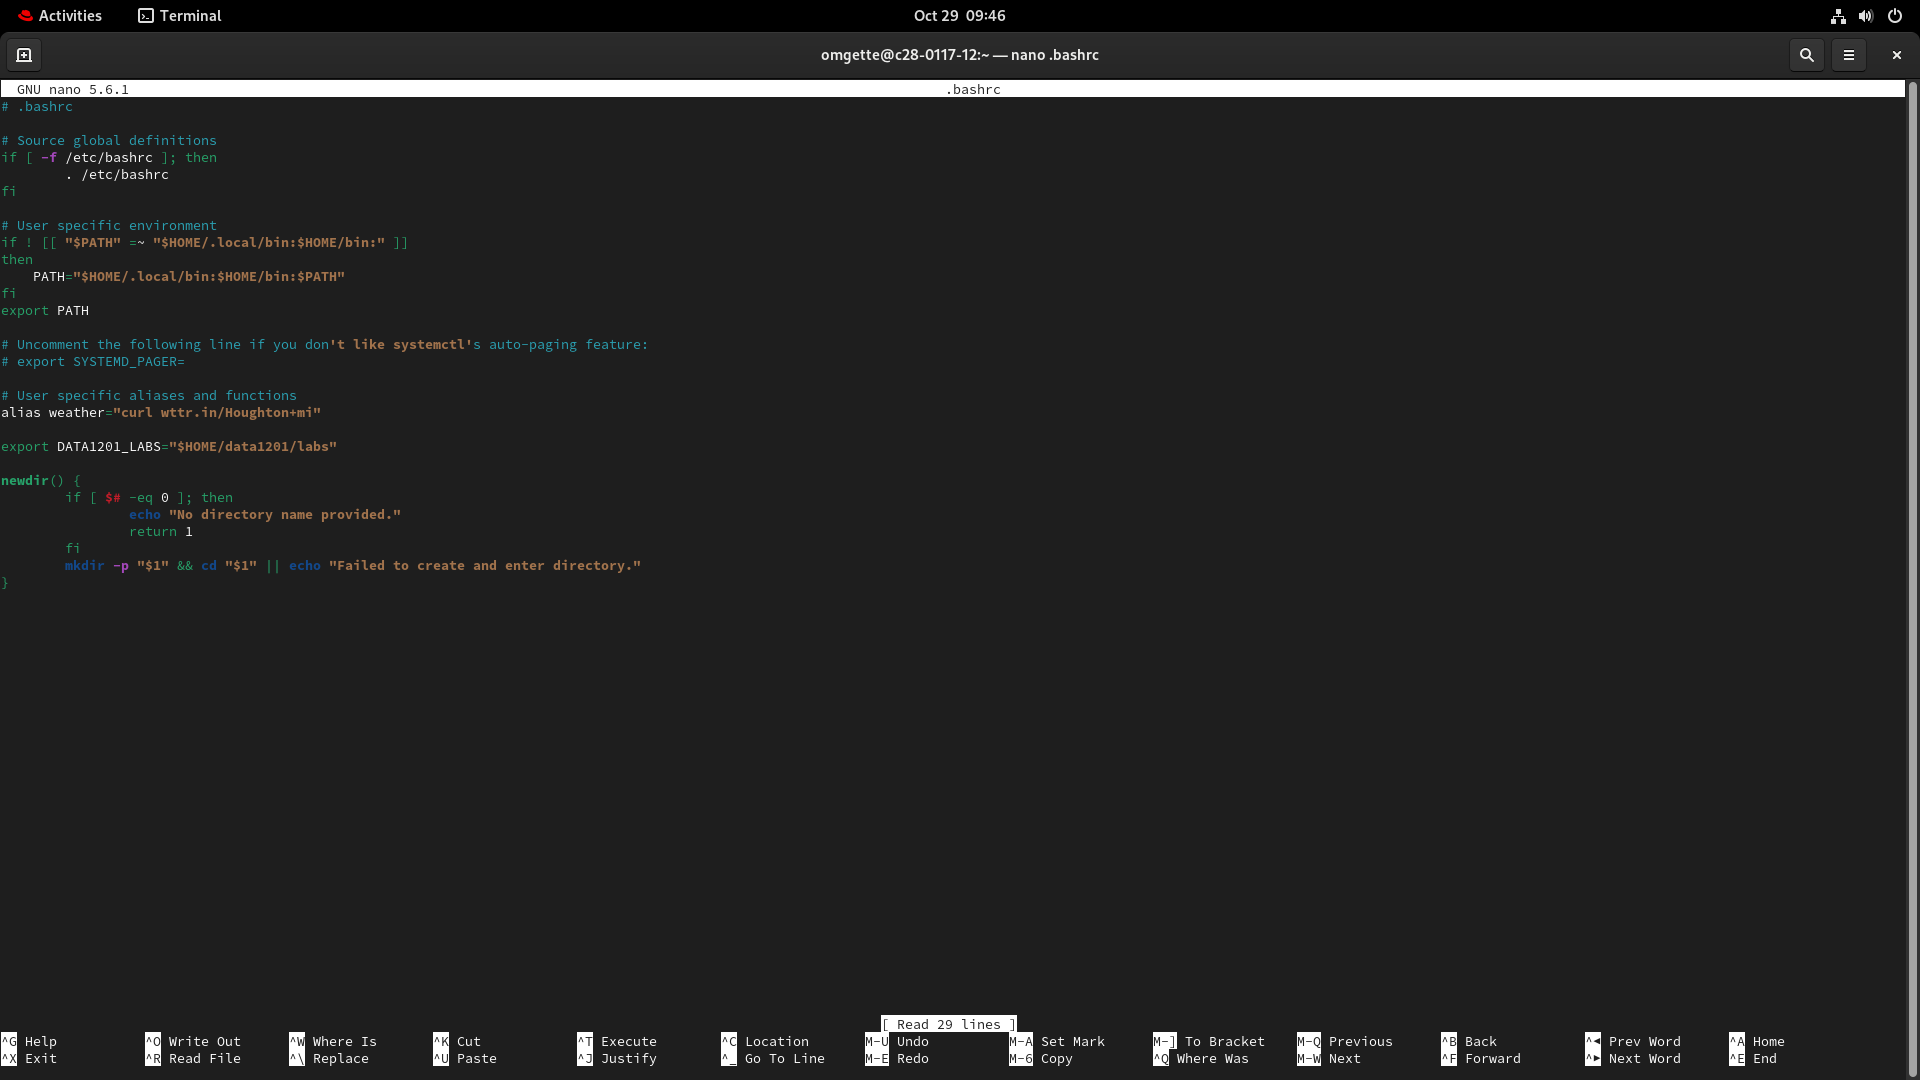 Activities Terminal Oct 29 09:46
omgette@c28-0117-12:~ — nano .bashrc
GNU nano 5.6.1 .bashrc
# .bashrc
# Source global definitions
if [ -f /etc/bashrc ]; then
        . /etc/bashrc
fi
# User specific environment
if ! [[ "$PATH" =~ "$HOME/.local/bin:$HOME/bin:" ]]
then
    PATH="$HOME/.local/bin:$HOME/bin:$PATH"
fi
export PATH
# Uncomment the following line if you don't like systemctl's auto-paging feature:
# export SYSTEMD_PAGER=
# User specific aliases and functions
alias weather="curl wttr.in/Houghton+mi"
export DATA1201_LABS="$HOME/data1201/labs"
newdir() {
        if [ $# -eq 0 ]; then
                echo "No directory name provided."
                return 1
        fi
        mkdir -p "$1" && cd "$1" || echo "Failed to create and enter directory."
}
[ Read 29 lines ]
^G Help ^O Write Out ^W Where Is ^K Cut ^T Execute ^C Location M-U Undo M-A Set Mark M-] To Bracket M-Q Previous ^B Back ^◂ Prev Word ^A Home
^X Exit ^R Read File ^\ Replace ^U Paste ^J Justify ^_ Go To Line M-E Redo M-6 Copy ^Q Where Was M-W Next ^F Forward ^▸ Next Word ^E End